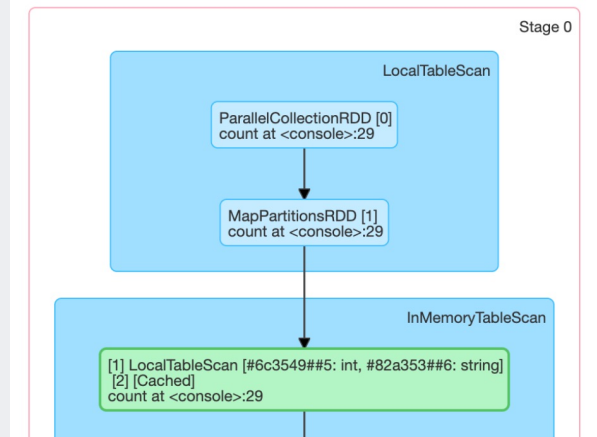 Stage 0
LocalTableScan
ParallelCollectionRDD [0]
count at <console>:29
MapPartitionsRDD [1]
count at <console>:29
InMemoryTableScan
[1] LocalTableScan [#6c3549##5: int, #82a353##6: string]
[2] [Cached]
count at <console>:29